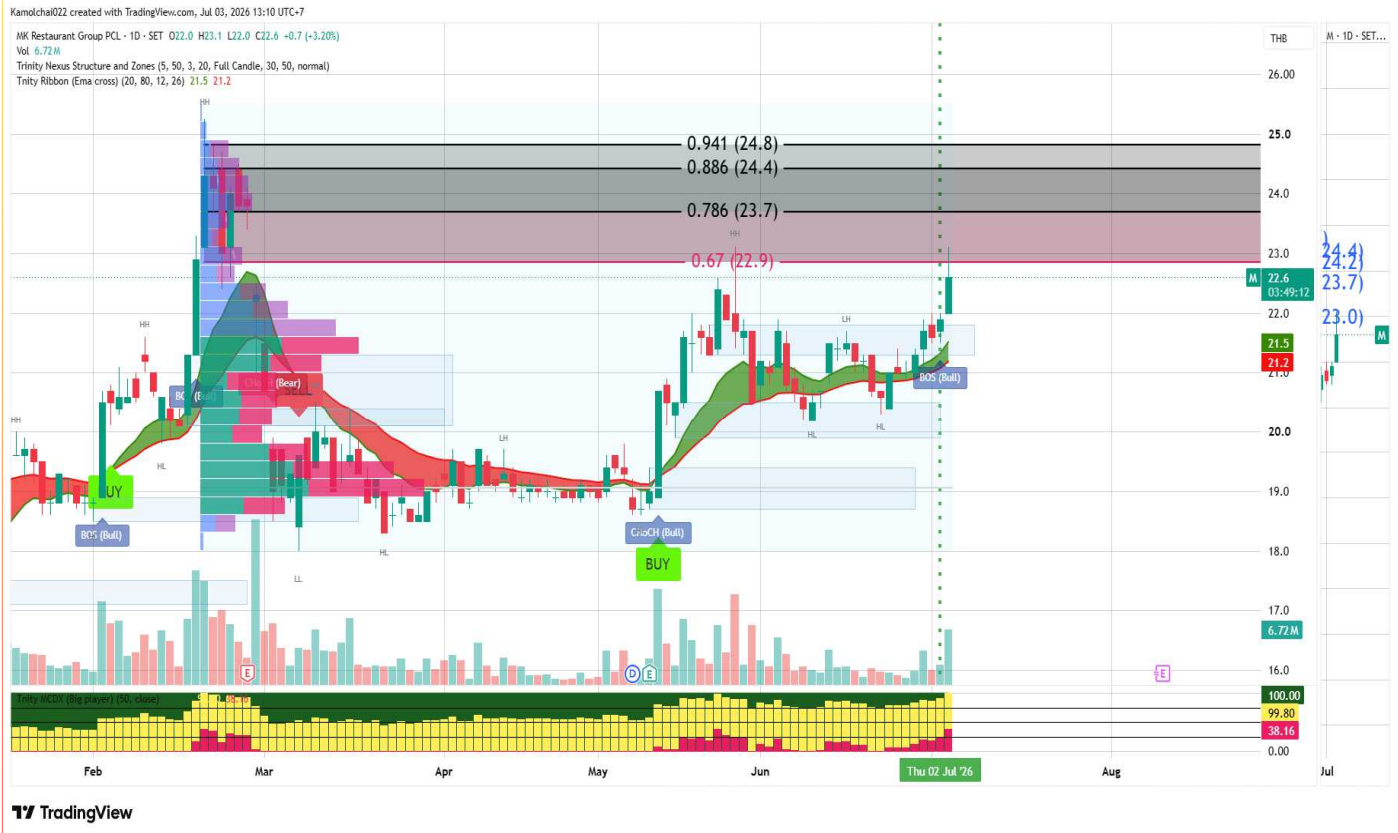 Kamolchai022 created with TradingView.com, Jul 03, 2026 13:10 UTC+7
MK Restaurant Group PCL · 1D · SET O22.0 H23.1 L22.0 C22.6 +0.7 (+3.20%)
Vol 6.72M
Trinity Nexus Structure and Zones (5, 50, 3, 20, Full Candle, 30, 50, normal)
Tnity Ribbon (Ema cross) (20, 80, 12, 26) 21.5 21.2
THB
M · 1D · SET...
26.00
HH
25.0
0.941 (24.8)
0.886 (24.4)
24.0
0.786 (23.7)
HH
23.0
0.67 (22.9)
)
24.4)
24.2)
23.7)
23.0)
M 22.6
03:49:12
M
22.0
HH
LH
21.5
21.2
21.0
CHoCH (Bear)
SELL
BOS (Bull)
BOS (Bull)
HH
20.0
LH
HL
HL
HL
BUY
19.0
BOS (Bull)
CHoCH (Bull)
HL
18.0
BUY
LL
17.0
6.72M
16.0
E
D
E
E
Tnity MCDX (Big player) (50, close)
38.16
100.00
99.80
38.16
0.00
Feb
Mar
Apr
May
Jun
Thu 02 Jul '26
Aug
Jul
TradingView